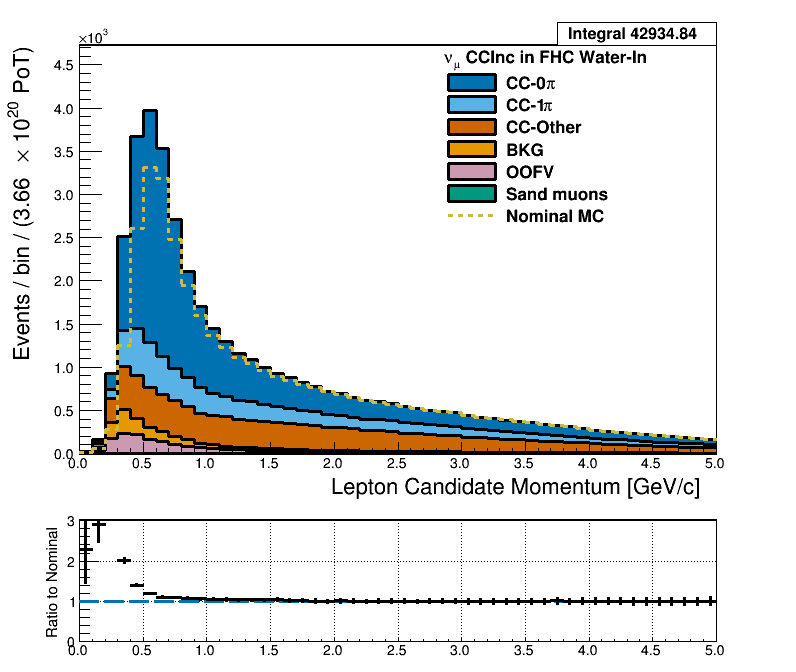 Integral 42934.84
×10³
ν_μ CCInc in FHC Water-In
CC-0π
CC-1π
CC-Other
BKG
OOFV
Sand muons
Nominal MC
Events / bin / (3.66 × 10²⁰ PoT)
4.5
4.0
3.5
3.0
2.5
2.0
1.5
1.0
0.5
0.0
0.0 0.5 1.0 1.5 2.0 2.5 3.0 3.5 4.0 4.5 5.0
Lepton Candidate Momentum [GeV/c]
Ratio to Nominal
3
2
1
0
0.0 0.5 1.0 1.5 2.0 2.5 3.0 3.5 4.0 4.5 5.0